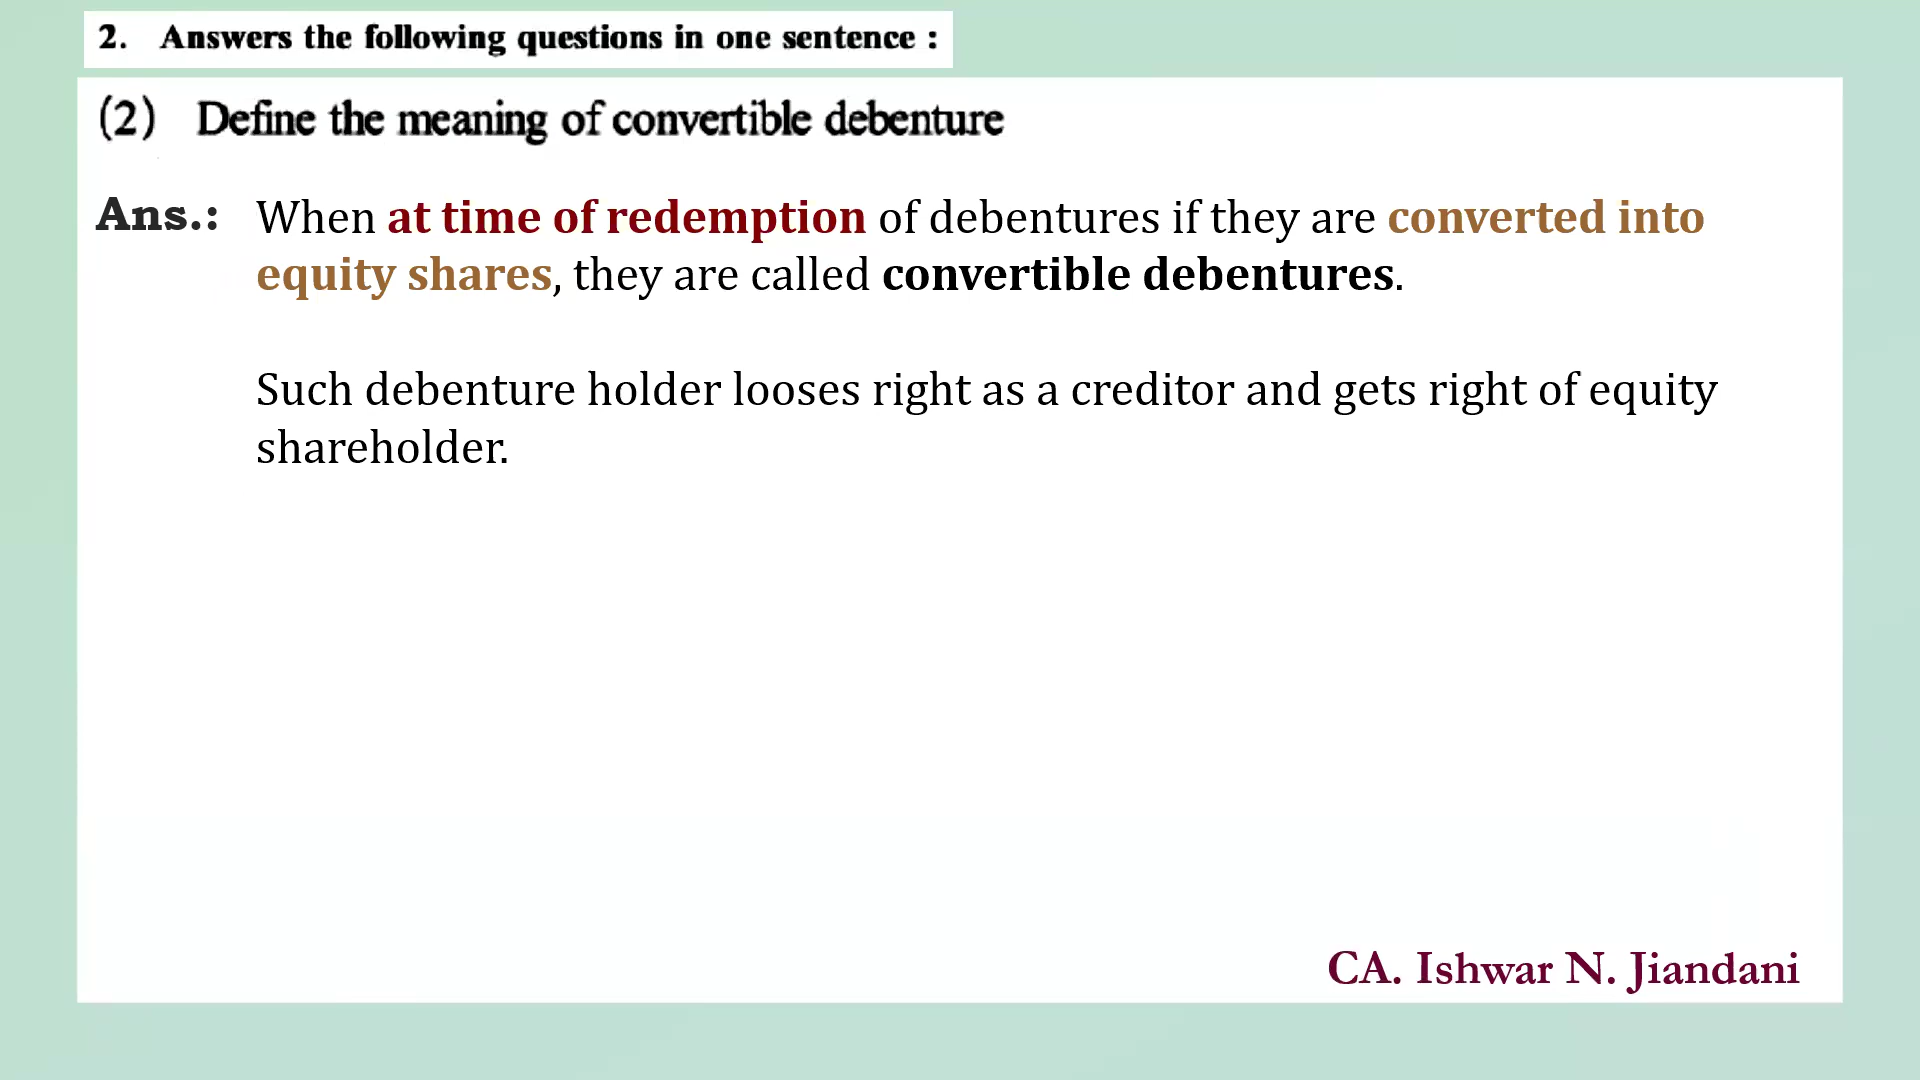 2. Answers the following questions in one sentence :
(2) Define the meaning of convertible debenture
Ans.: When at time of redemption of debentures if they are converted into
equity shares, they are called convertible debentures.
Such debenture holder looses right as a creditor and gets right of equity
shareholder.
CA. Ishwar N. Jiandani